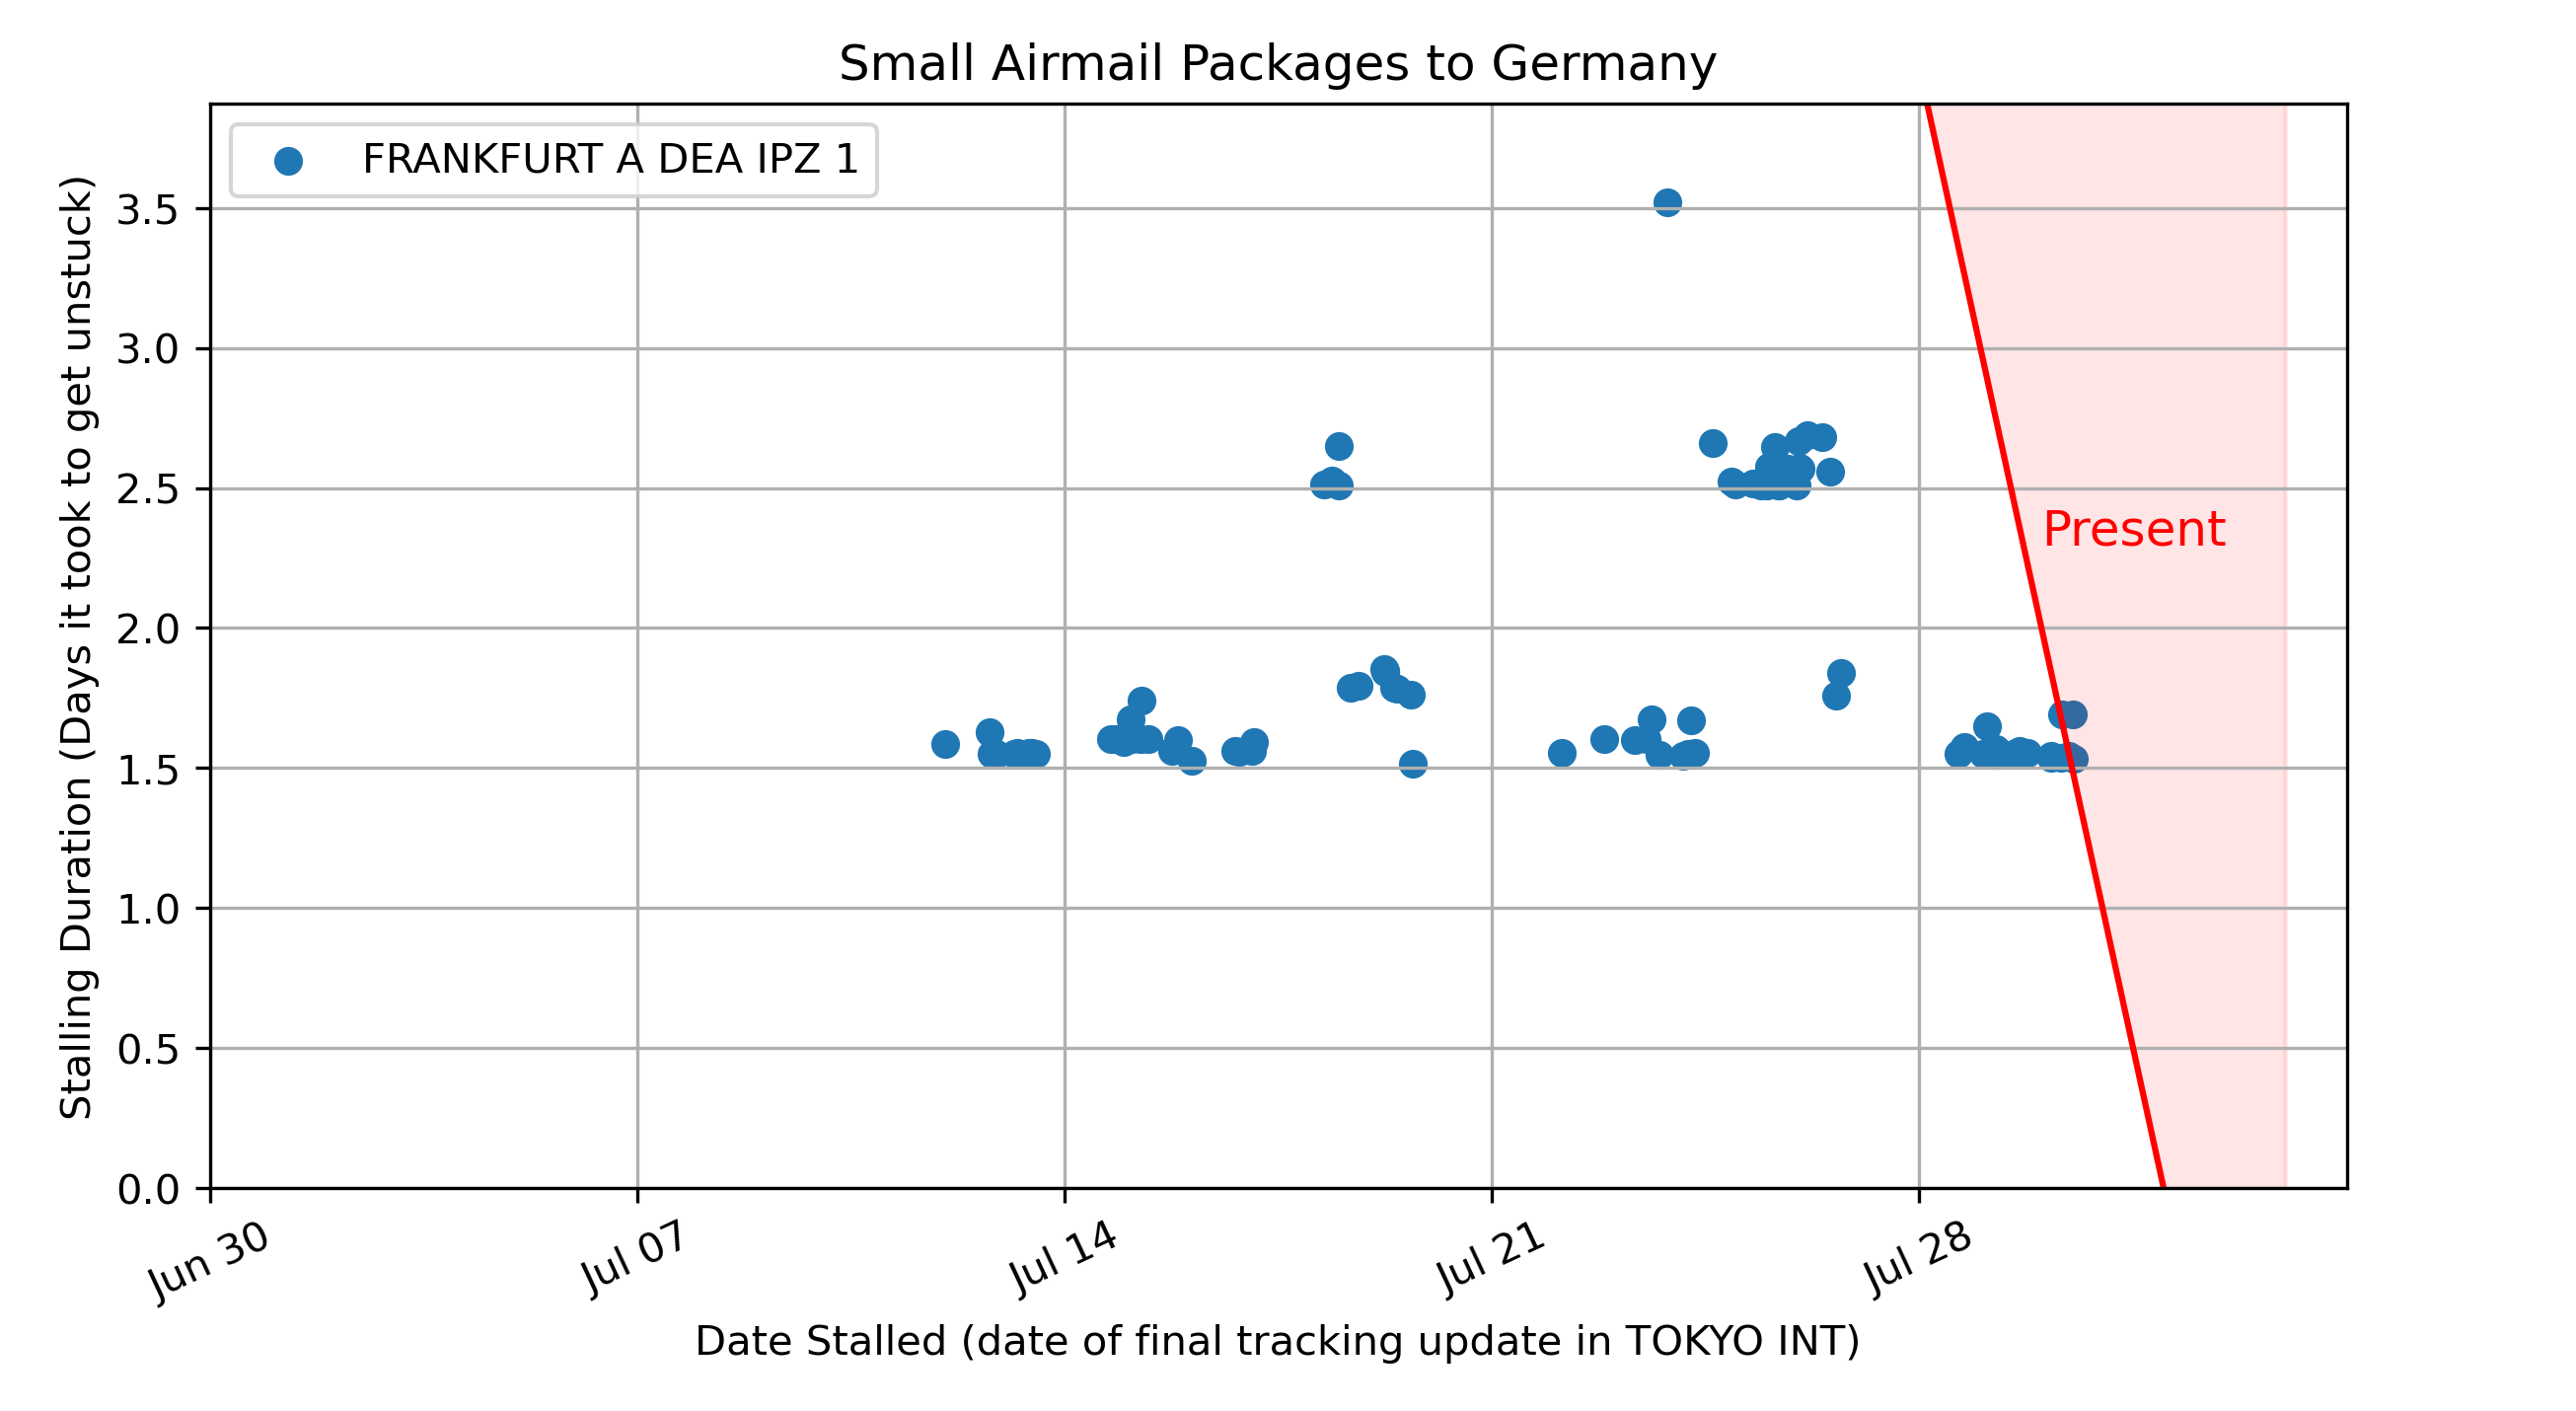 Small Airmail Packages to Germany
FRANKFURT A DEA IPZ 1
Stalling Duration (Days it took to get unstuck)
3.5
3.0
2.5
2.0
1.5
1.0
0.5
0.0
Present
Jun 30
Jul 07
Jul 14
Jul 21
Jul 28
Date Stalled (date of final tracking update in TOKYO INT)